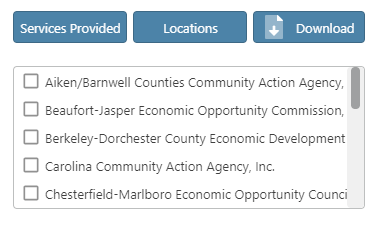 Services Provided
Locations
Download
Aiken/Barnwell Counties Community Action Agency,
Beaufort-Jasper Economic Opportunity Commission,
Berkeley-Dorchester County Economic Development
Carolina Community Action Agency, Inc.
Chesterfield-Marlboro Economic Opportunity Counci